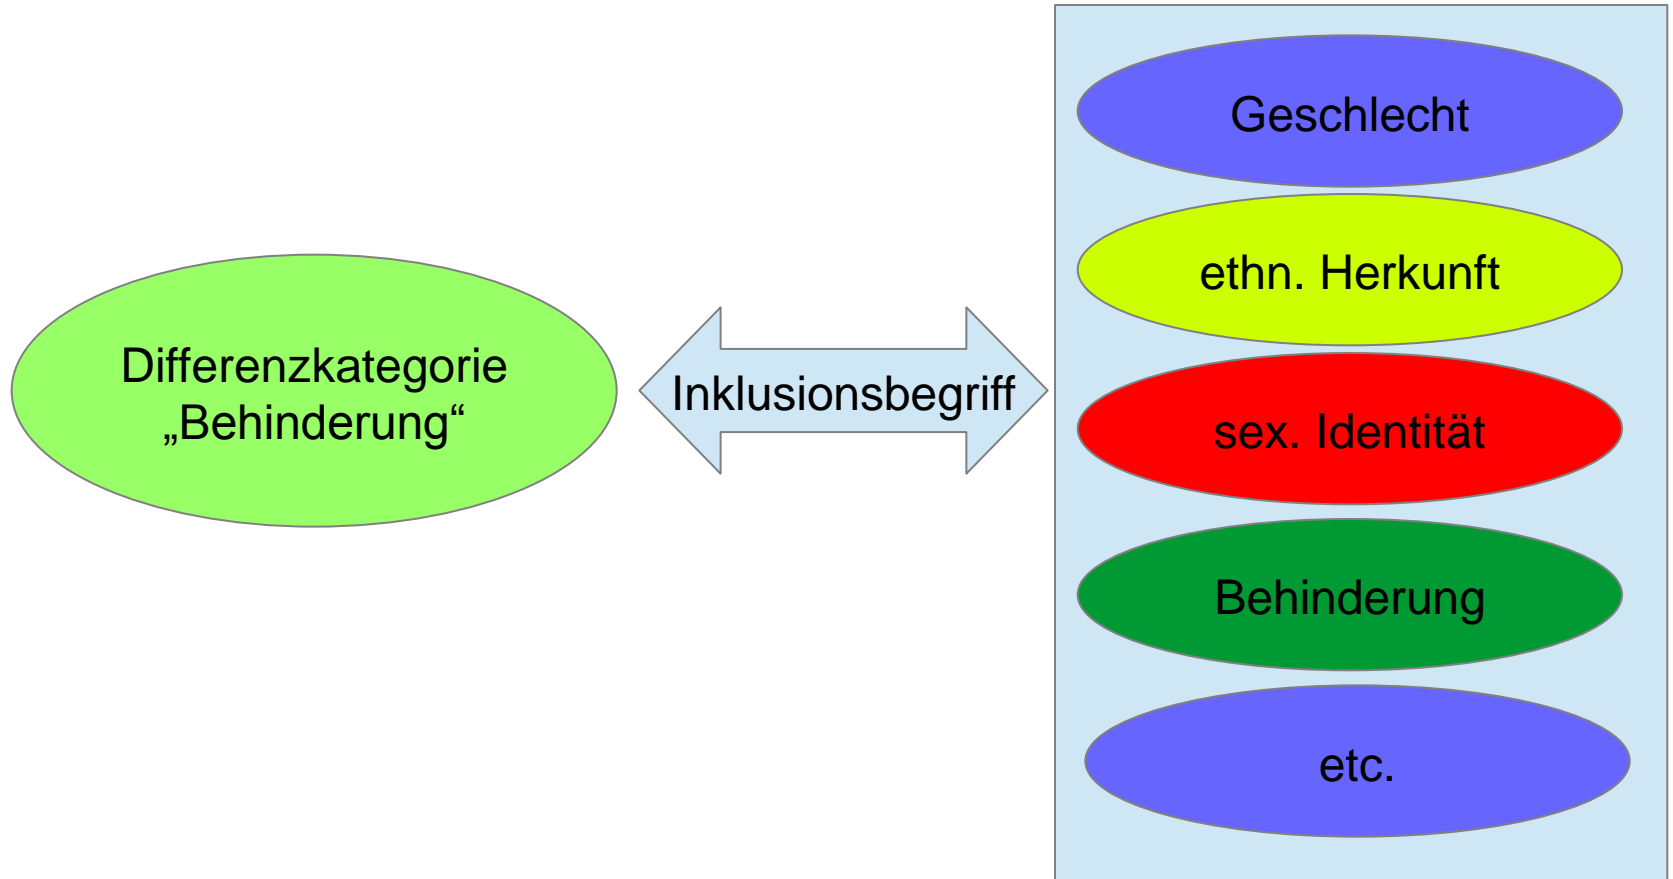 Differenzkategorie
„Behinderung“
Inklusionsbegriff
Geschlecht
ethn. Herkunft
sex. Identität
Behinderung
etc.